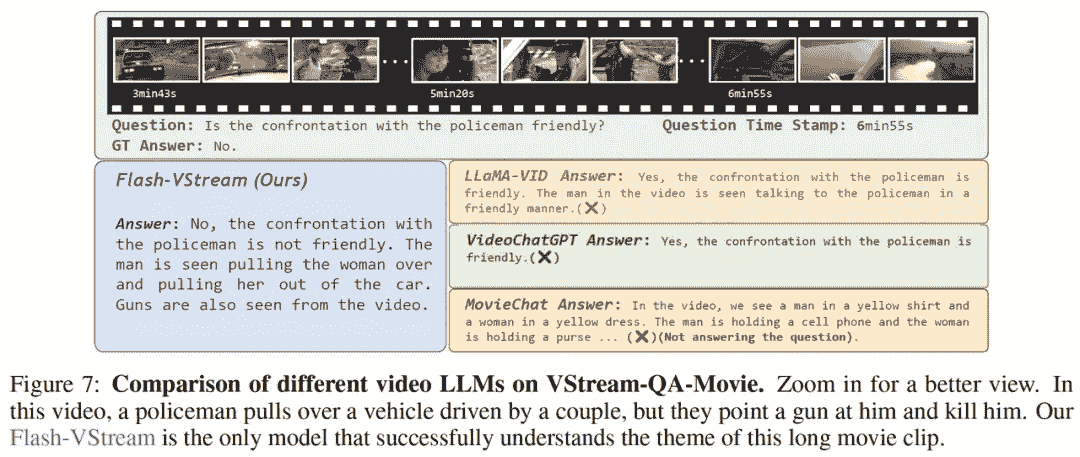 3min43s
5min20s
6min55s
Question: Is the confrontation with the policeman friendly?
Question Time Stamp: 6min55s
GT Answer: No.
Flash-VStream (Ours)
Answer: No, the confrontation with
the policeman is not friendly. The
man is seen pulling the woman over
and pulling her out of the car.
Guns are also seen from the video.
LLaMA-VID Answer: Yes, the confrontation with the policeman is
friendly. The man in the video is seen talking to the policeman in a
friendly manner.(❌)
VideoChatGPT Answer: Yes, the confrontation with the policeman is
friendly.(❌)
MovieChat Answer: In the video, we see a man in a yellow shirt and
a woman in a yellow dress. The man is holding a cell phone and the woman
is holding a purse ... (❌)(Not answering the question).
Figure 7: Comparison of different video LLMs on VStream-QA-Movie. Zoom in for a better view. In
this video, a policeman pulls over a vehicle driven by a couple, but they point a gun at him and kill him. Our
Flash-VStream is the only model that successfully understands the theme of this long movie clip.